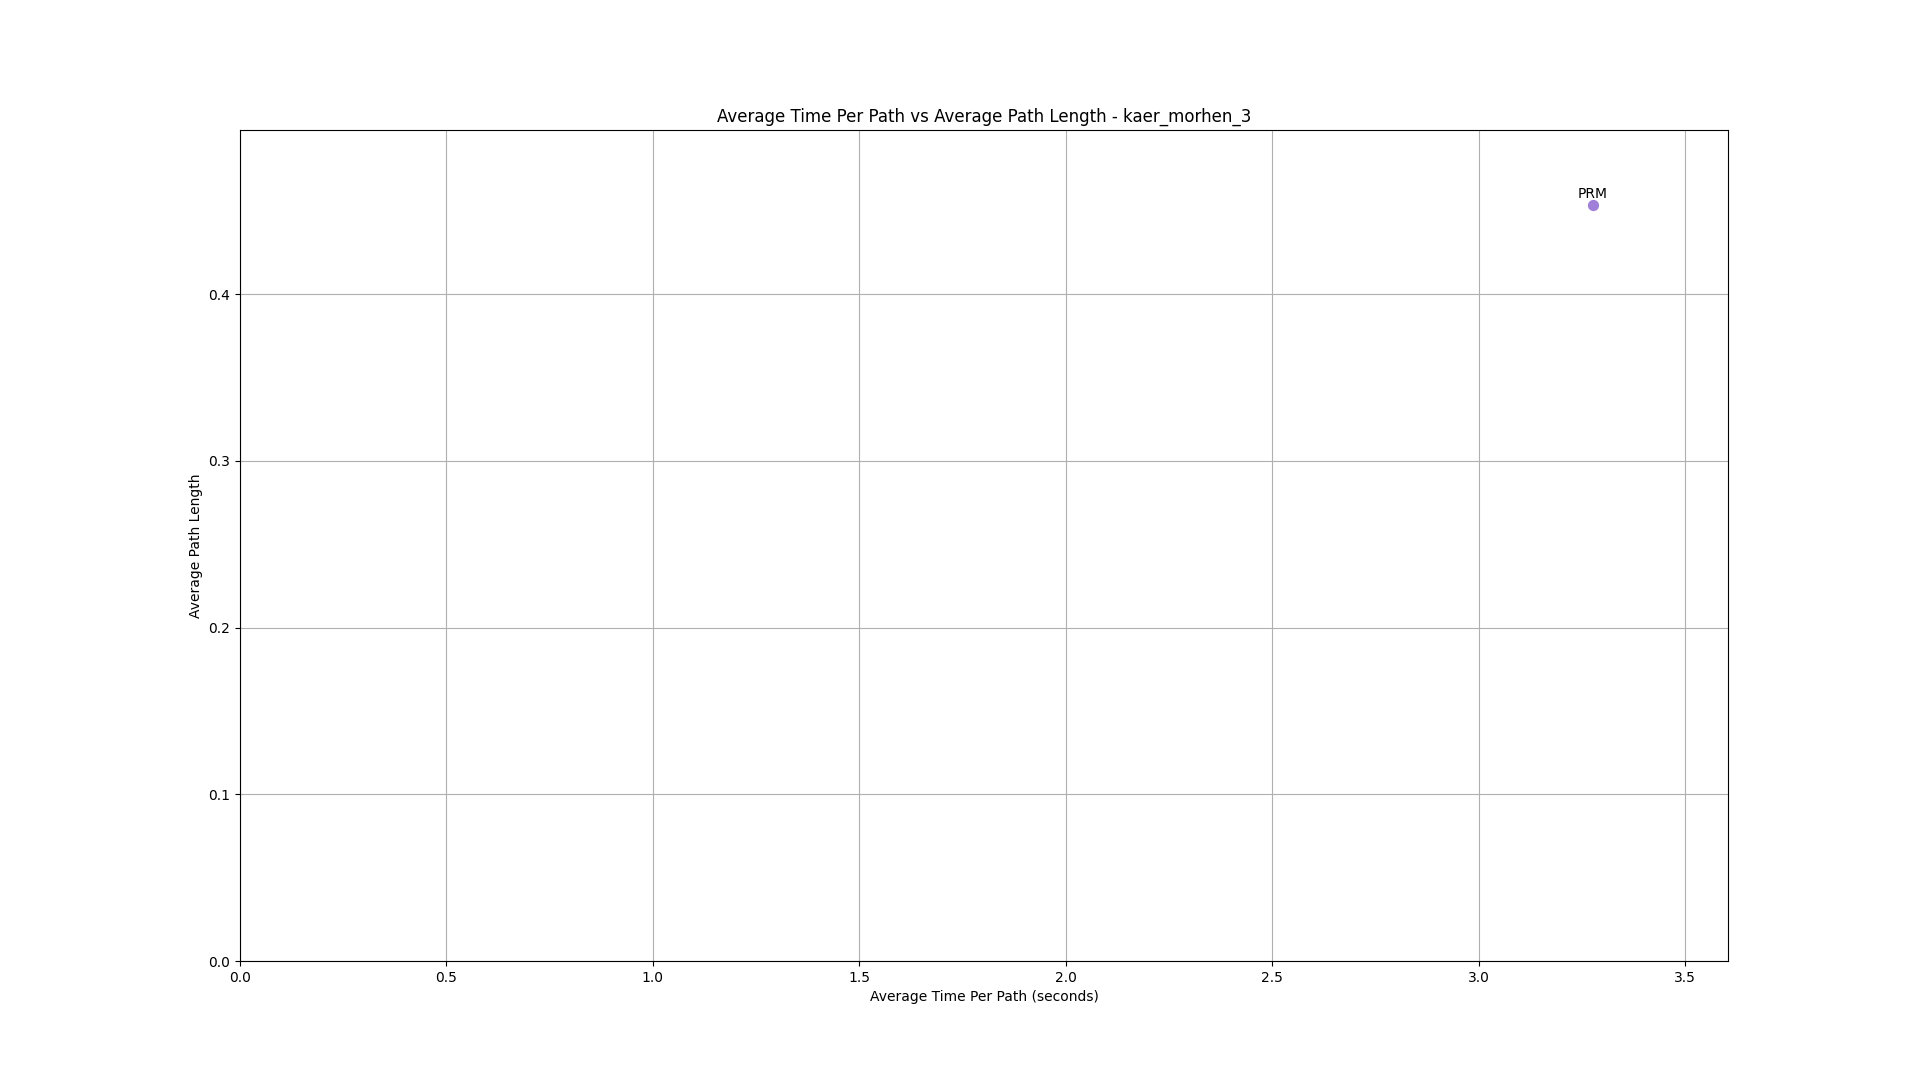 Average Time Per Path vs Average Path Length - kaer_morhen_3
PRM
0.4
0.3
0.2
0.1
0.0
Average Path Length
0.0 0.5 1.0 1.5 2.0 2.5 3.0 3.5
Average Time Per Path (seconds)